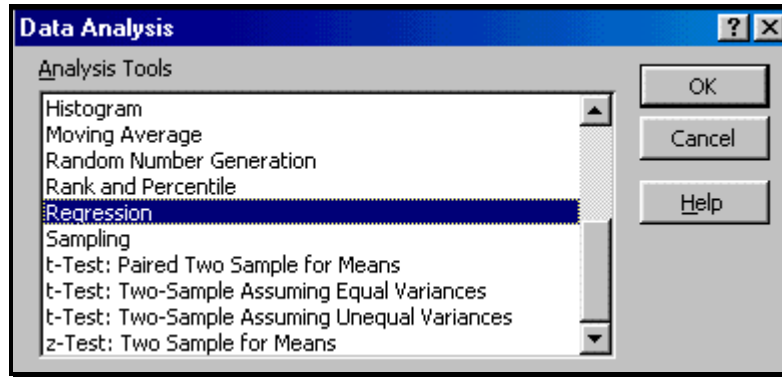 Data Analysis
? ×
Analysis Tools
Histogram
Moving Average
Random Number Generation
Rank and Percentile
Regression
Sampling
t-Test: Paired Two Sample for Means
t-Test: Two-Sample Assuming Equal Variances
t-Test: Two-Sample Assuming Unequal Variances
z-Test: Two Sample for Means
OK
Cancel
Help